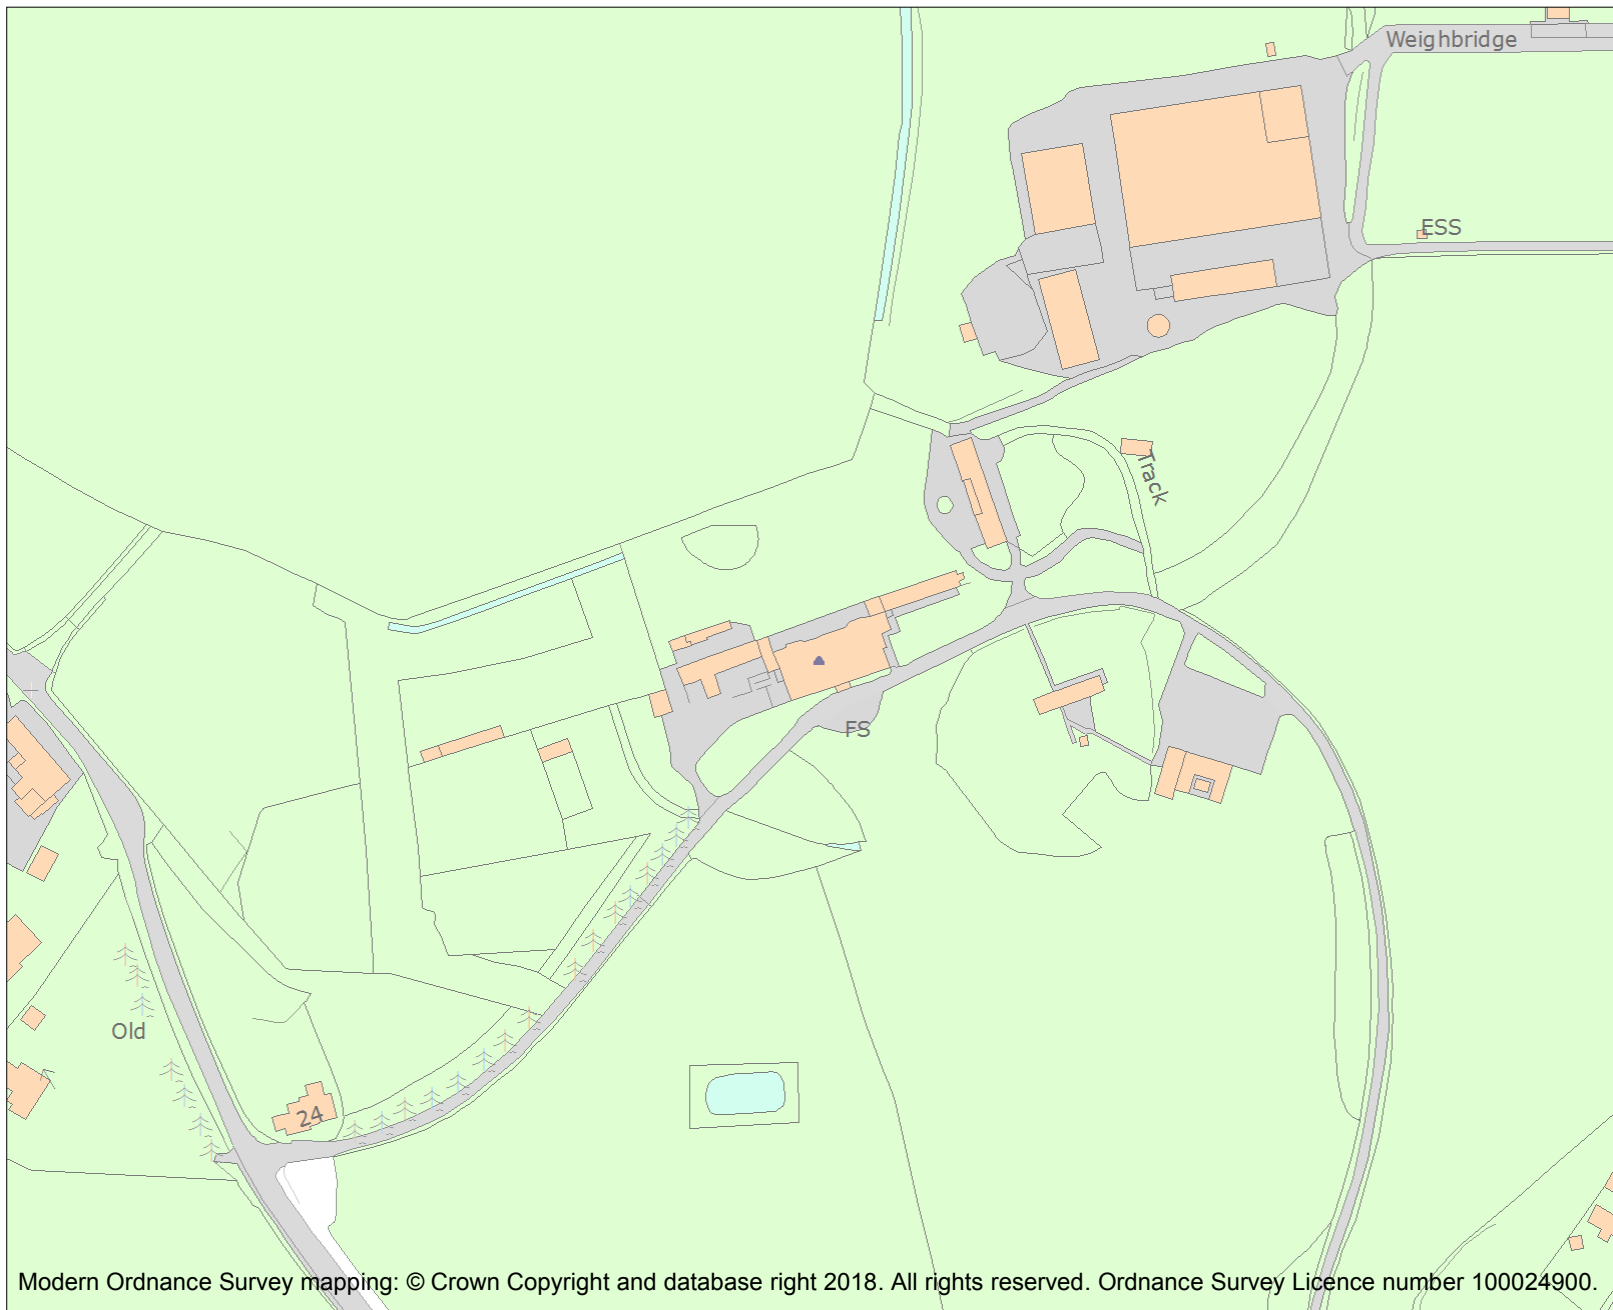 Weighbridge
ESS
Track
FS
Old
24
Modern Ordnance Survey mapping: © Crown Copyright and database right 2018. All rights reserved. Ordnance Survey Licence number 100024900.